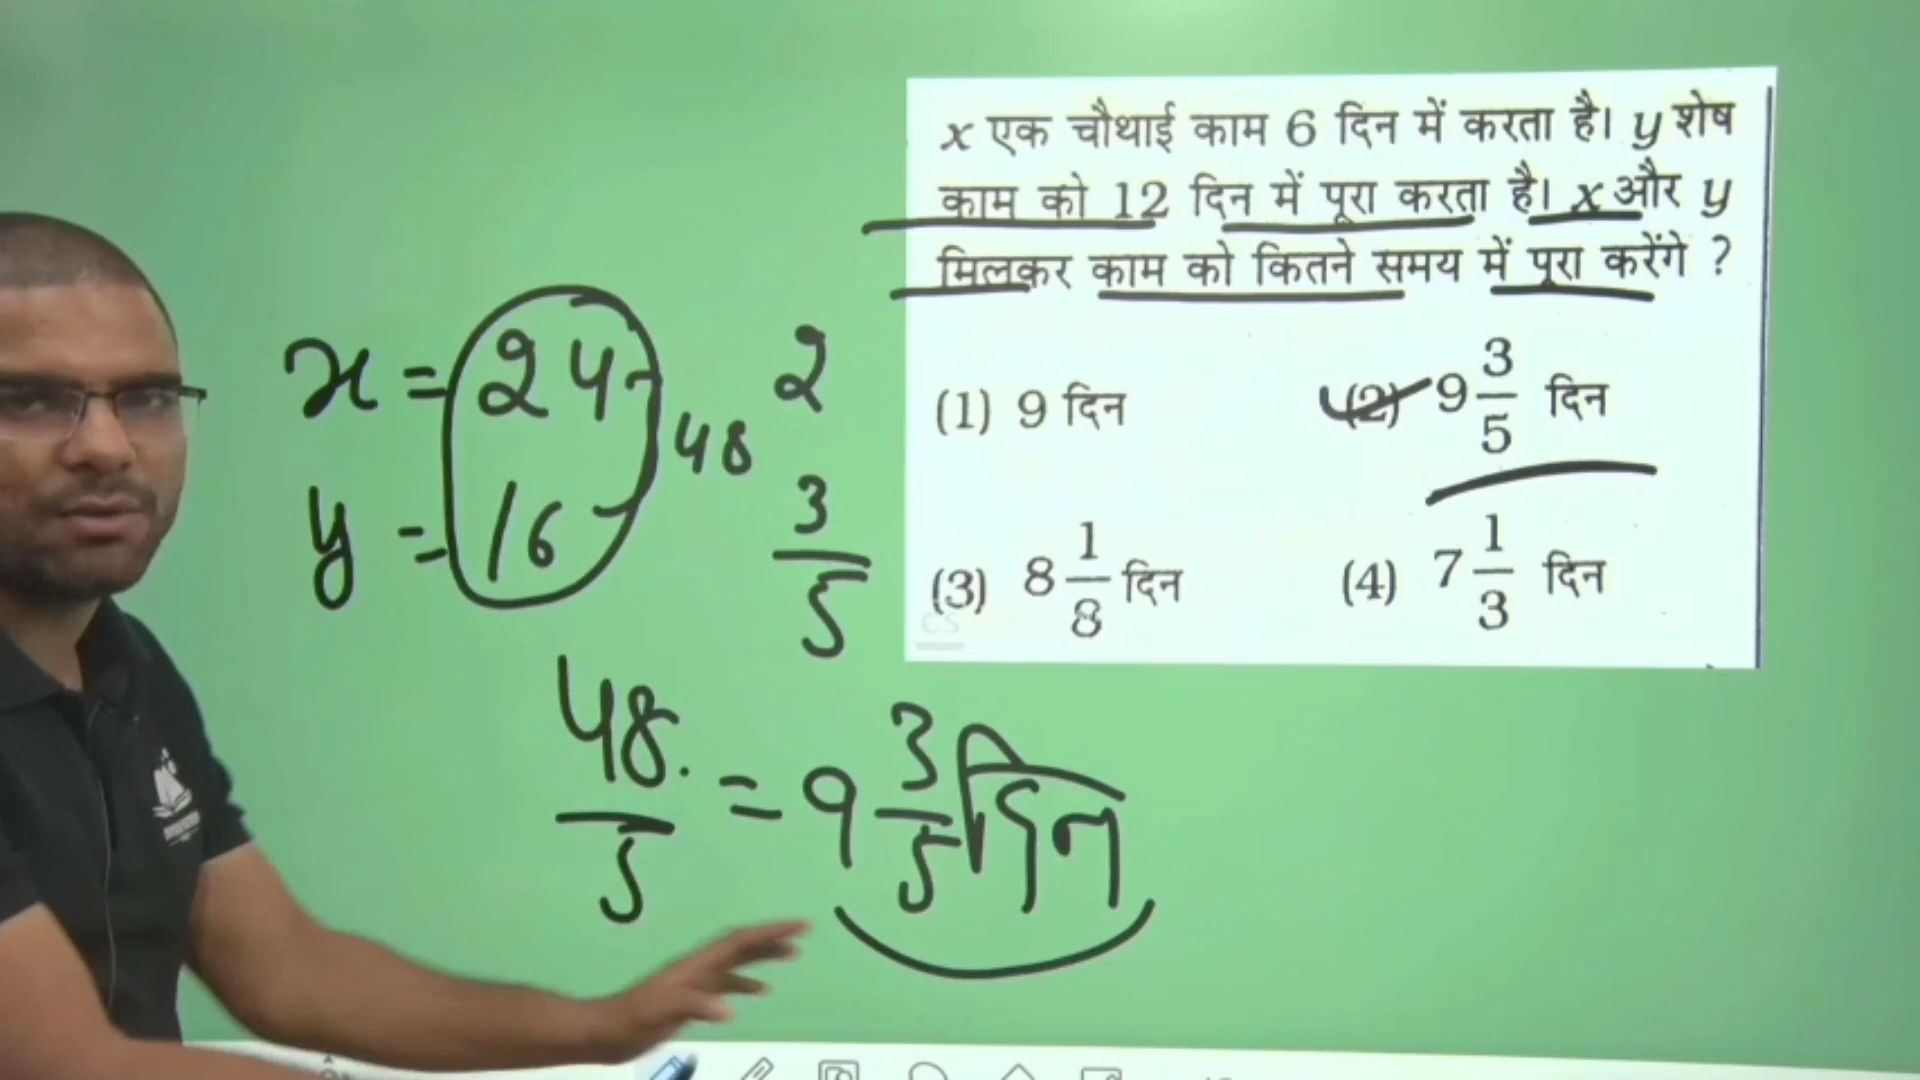 x एक चौथाई काम 6 दिन में करता है। y शेष
काम को 12 दिन में पूरा करता है। x और y
मिलकर काम को कितने समय में पूरा करेंगे ?
(1) 9 दिन (2) 9 3/5 दिन
(3) 8 1/8 दिन (4) 7 1/3 दिन
CS
x = 24 2
48
y = 16 3
5
48/5 = 9 3/5 दिन